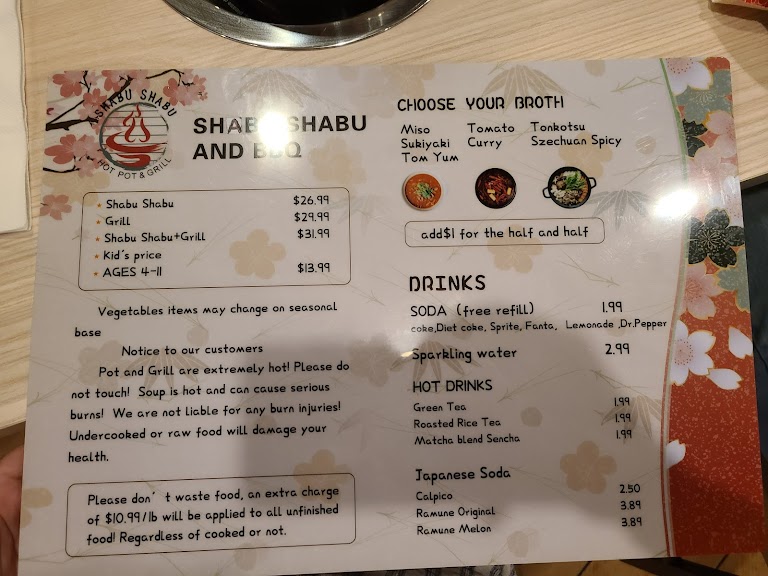 ASHABU SHABU
HOT POT & GRILL
SHABU SHABU
AND BBQ
Shabu Shabu $26.99
Grill $29.99
Shabu Shabu+Grill $31.99
Kid's price
AGES 4-11 $13.99
Vegetables items may change on seasonal
base
Notice to our customers
Pot and Grill are extremely hot! Please do
not touch! Soup is hot and can cause serious
burns! We are not liable for any burn injuries!
Undercooked or raw food will damage your
health.
Please don't waste food, an extra charge
of $10.99/lb will be applied to all unfinished
food! Regardless of cooked or not.
CHOOSE YOUR BROTH
Miso Tomato Tonkotsu
Sukiyaki Curry Szechuan Spicy
Tom Yum
add$1 for the half and half
DRINKS
SODA (free refill) 1.99
coke,Diet coke, Sprite, Fanta, Lemonade ,Dr.Pepper
Sparkling water 2.99
HOT DRINKS
Green Tea 1.99
Roasted Rice Tea 1.99
Matcha blend Sencha 1.99
Japanese Soda
Calpico 2.50
Ramune Original 3.89
Ramune Melon 3.89